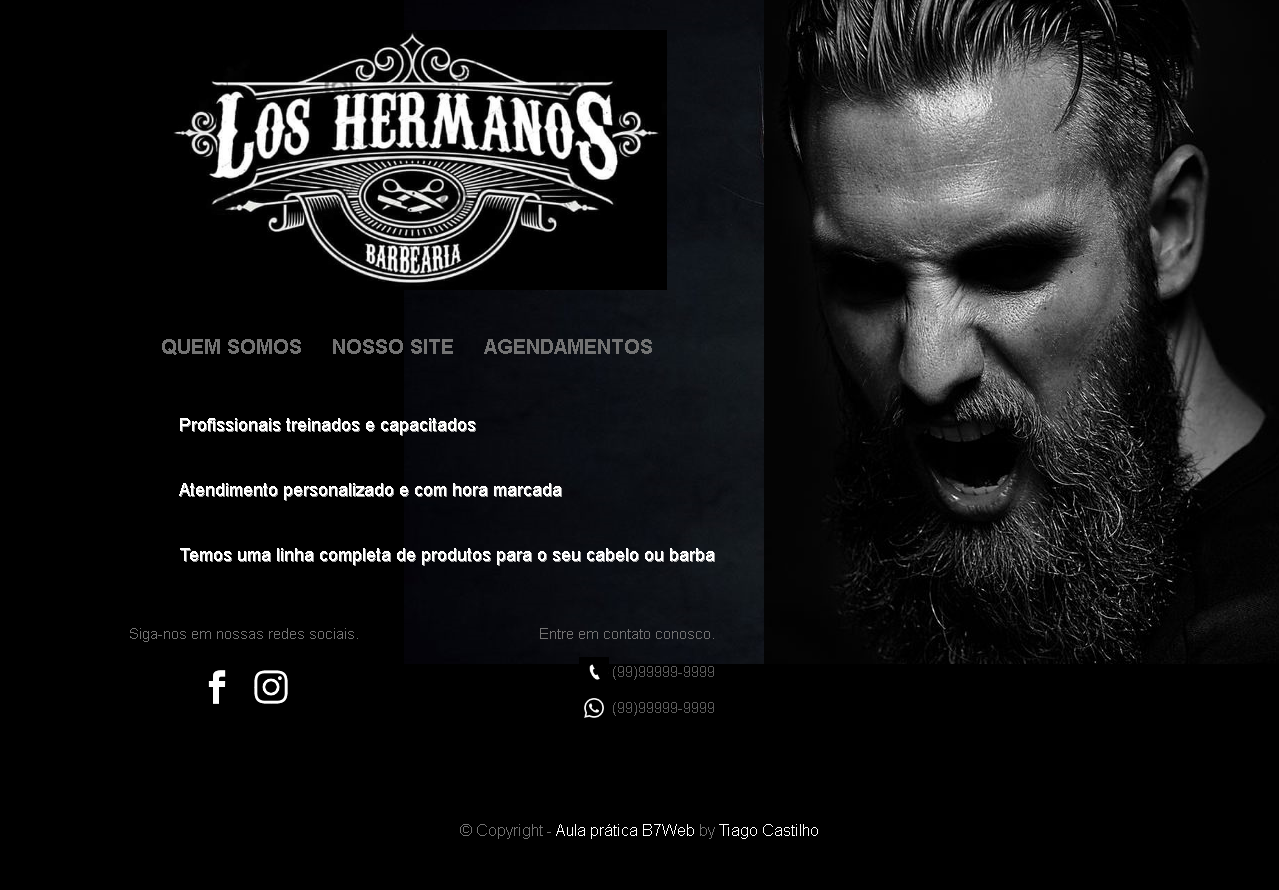 LOS HERMANOS
BARBEARIA
QUEM SOMOS NOSSO SITE AGENDAMENTOS
Profissionais treinados e capacitados
Atendimento personalizado e com hora marcada
Temos uma linha completa de produtos para o seu cabelo ou barba
Siga-nos em nossas redes sociais.
Entre em contato conosco.
(99)99999-9999
(99)99999-9999
© Copyright - Aula prática B7Web by Tiago Castilho